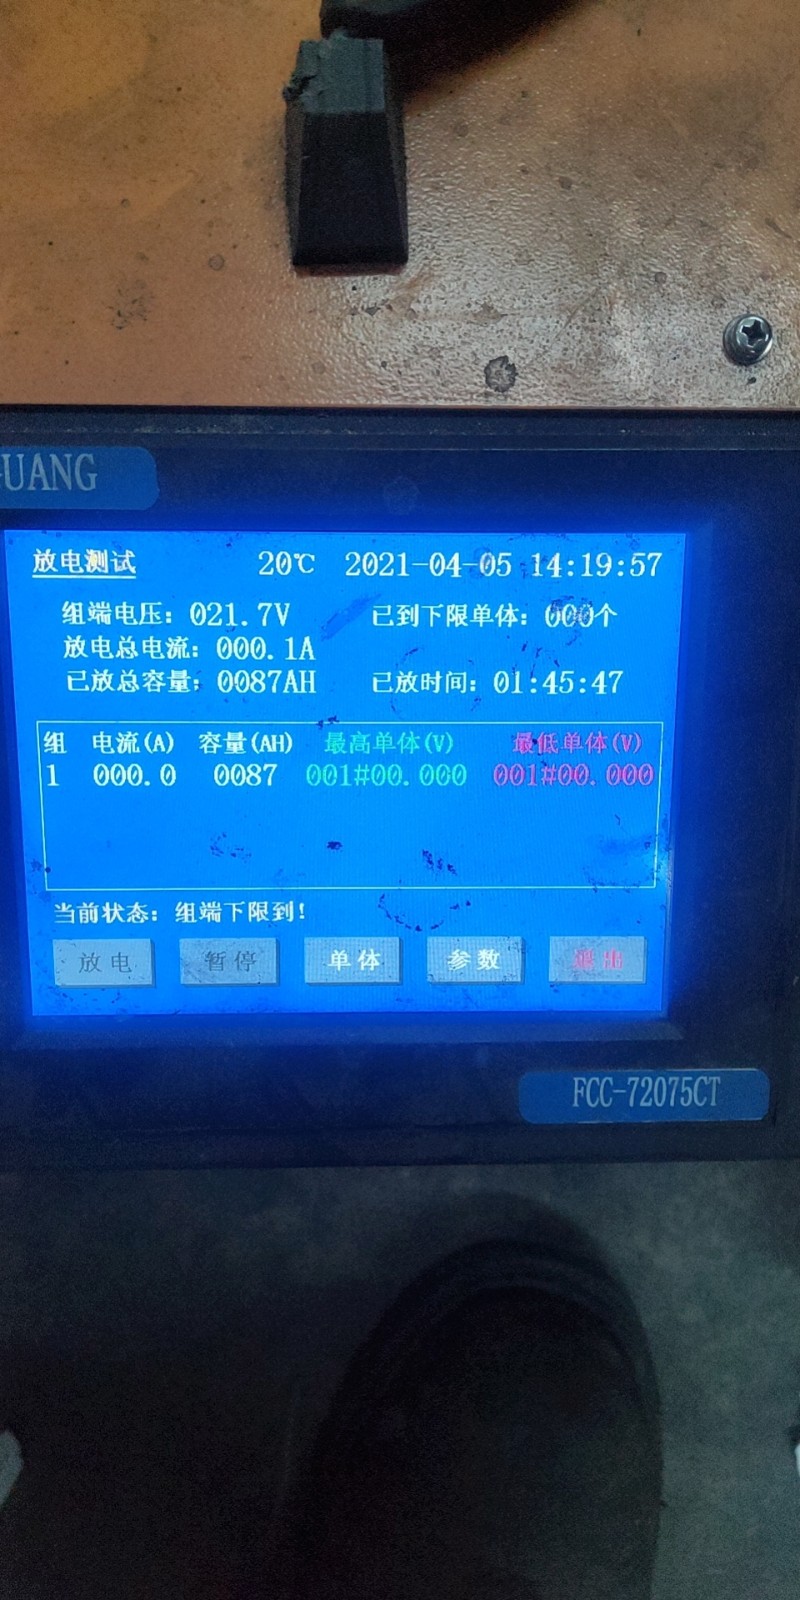 UANG
放电测试 20℃ 2021-04-05 14:19:57
组端电压: 021.7V 已到下限单体: 000个
放电总电流: 000.1A
已放总容量: 0087AH 已放时间: 01:45:47
组 电流(A) 容量(AH) 最高单体(V) 最低单体(V)
1 000.0 0087 001#00.000 001#00.000
当前状态: 组端下限到!
放电 暂停 单体 参数 退出
FCC-72075CT